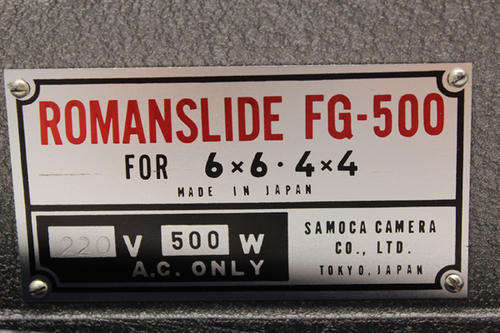 ROMANSLIDE FG-500
FOR 6×6·4×4
MADE IN JAPAN
220 V 500 W
A.C. ONLY
SAMOCA CAMERA
CO., LTD.
TOKYO, JAPAN